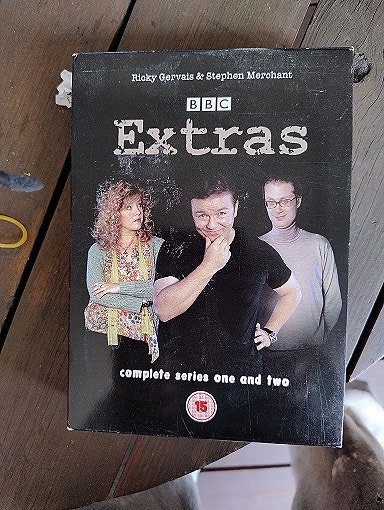 Ricky Gervais & Stephen Merchant
BBC
Extras
complete series one and two
15